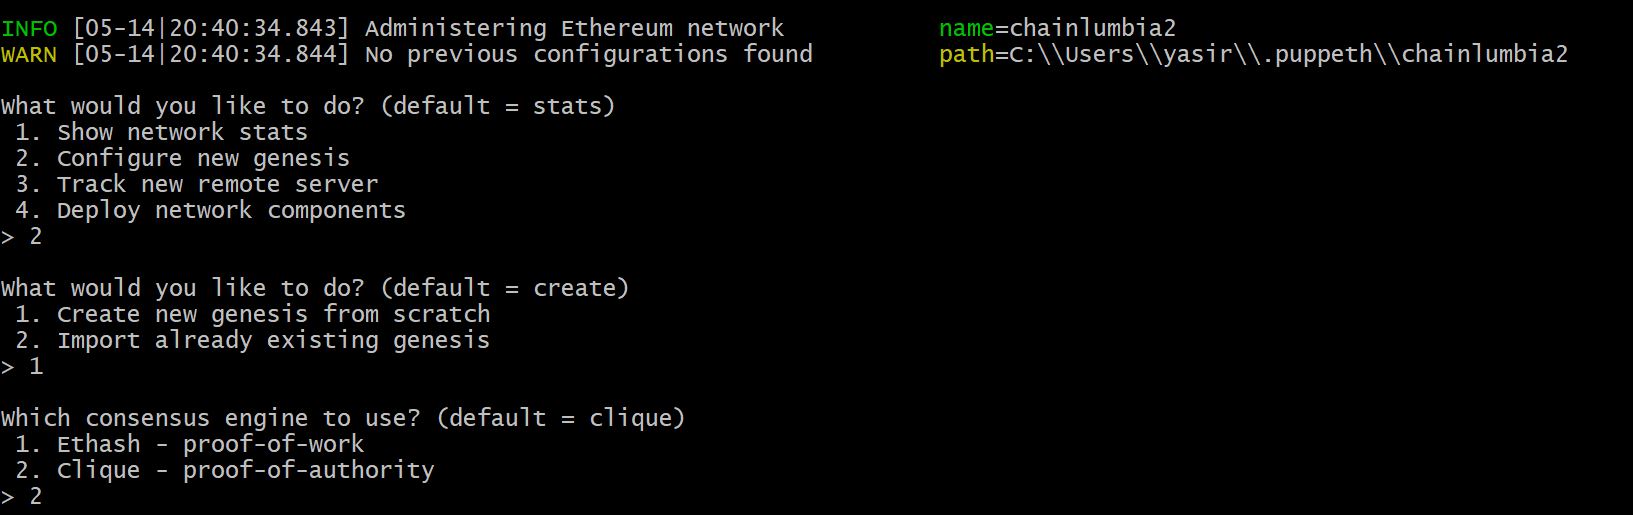 INFO [05-14|20:40:34.843] Administering Ethereum network           name=chainlumbia2
WARN [05-14|20:40:34.844] No previous configurations found         path=C:\\Users\\yasir\\.puppeth\\chainlumbia2

What would you like to do? (default = stats)
 1. Show network stats
 2. Configure new genesis
 3. Track new remote server
 4. Deploy network components
> 2

What would you like to do? (default = create)
 1. Create new genesis from scratch
 2. Import already existing genesis
> 1

Which consensus engine to use? (default = clique)
 1. Ethash - proof-of-work
 2. Clique - proof-of-authority
> 2